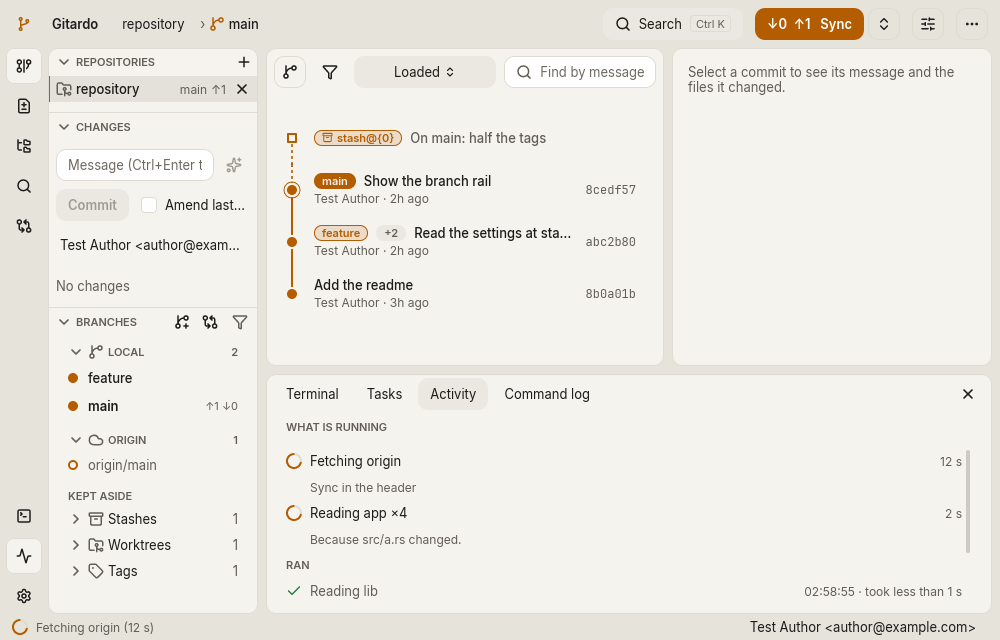 Gitardo repository › main Search Ctrl K ↓0 ↑1 Sync
REPOSITORIES
repository main ↑1
CHANGES
Message (Ctrl+Enter t
Commit Amend last...
Test Author <author@exam...
No changes
BRANCHES
LOCAL 2
feature
main ↑1 ↓0
ORIGIN 1
origin/main
KEPT ASIDE
Stashes 1
Worktrees 1
Tags 1
Loaded Find by message
stash@{0} On main: half the tags
main Show the branch rail
Test Author · 2h ago 8cedf57
feature +2 Read the settings at sta...
Test Author · 2h ago abc2b80
Add the readme
Test Author · 3h ago 8b0a01b
Select a commit to see its message and the
files it changed.
Terminal Tasks Activity Command log
WHAT IS RUNNING
Fetching origin 12 s
Sync in the header
Reading app ×4 2 s
Because src/a.rs changed.
RAN
Reading lib 02:58:55 · took less than 1 s
Fetching origin (12 s) Test Author <author@example.com>